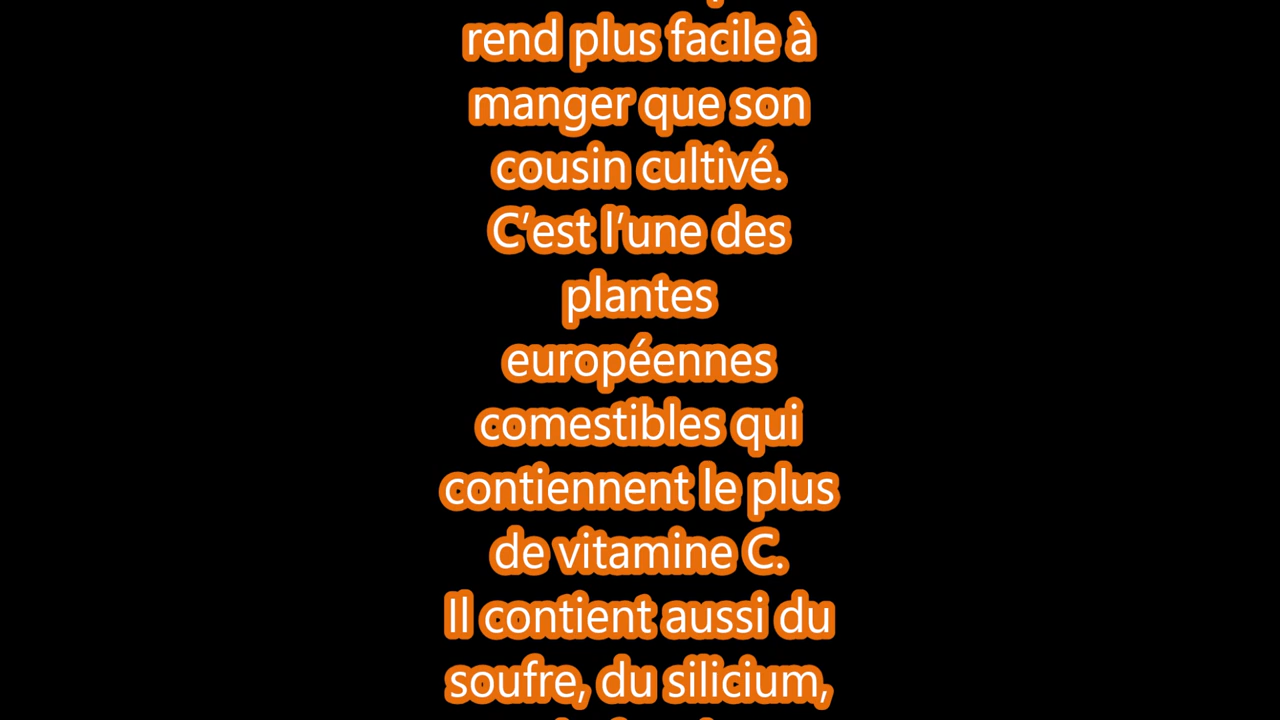 rend plus facile à
manger que son
cousin cultivé.
C’est l’une des
plantes
européennes
comestibles qui
contiennent le plus
de vitamine C.
Il contient aussi du
soufre, du silicium,